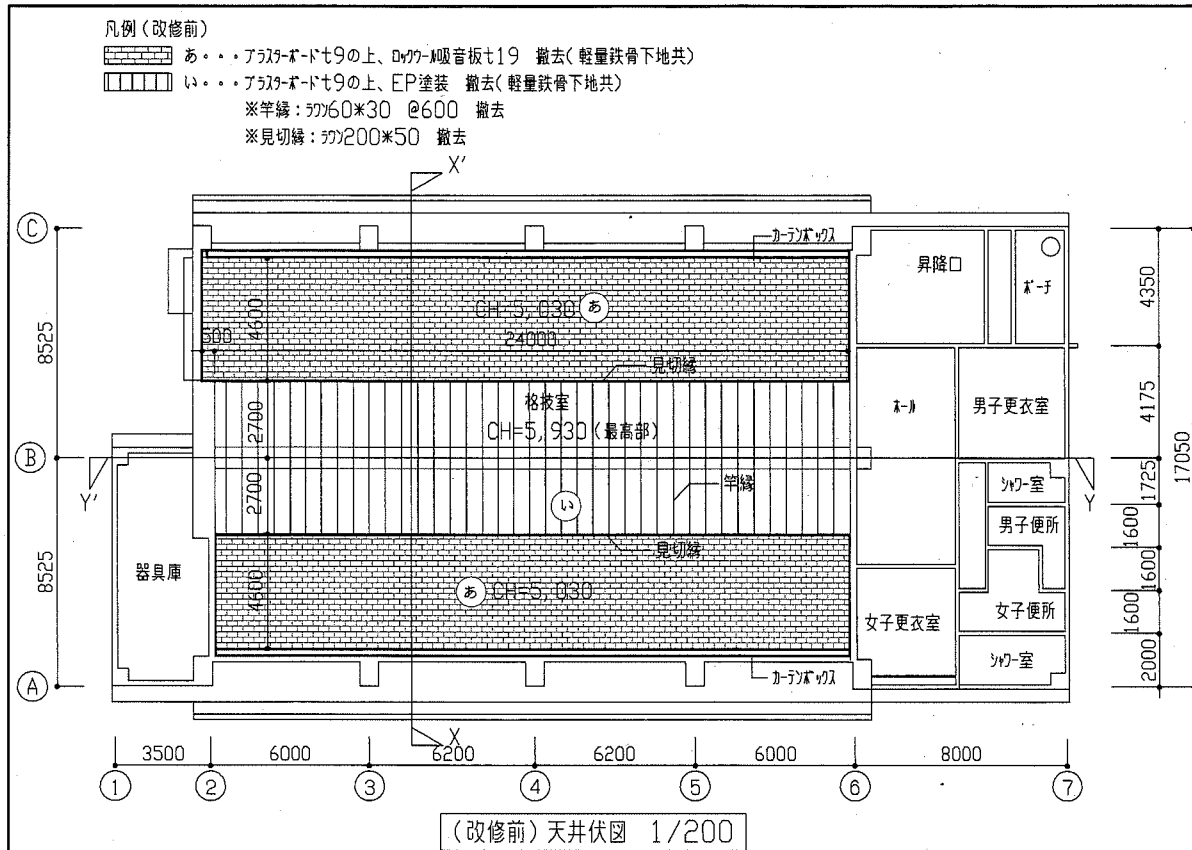 凡例(改修前)
あ・・・プラスターボードt9の上、ロックウール吸音板t19 撤去(軽量鉄骨下地共)
い・・・プラスターボードt9の上、EP塗装 撤去(軽量鉄骨下地共)
※竿縁:ラワン60*30 @600 撤去
※見切縁:ラワン200*50 撤去
X'
C
カーテンボックス
昇降口
ポーチ
4350
CH=5,030 あ
4600
500
24000
8525
見切縁
格技室
ホール
男子更衣室
4175
2700
CH=5,930(最高部)
17050
B
Y'
Y
1725
シャワー室
竿縁
2700
い
男子便所
1600
見切縁
8525
器具庫
1600
4600
あ CH=5,030
女子更衣室
女子便所
1600
シャワー室
2000
A
カーテンボックス
X
3500 6000 6200 6200 6000 8000
1 2 3 4 5 6 7
(改修前)天井伏図 1/200